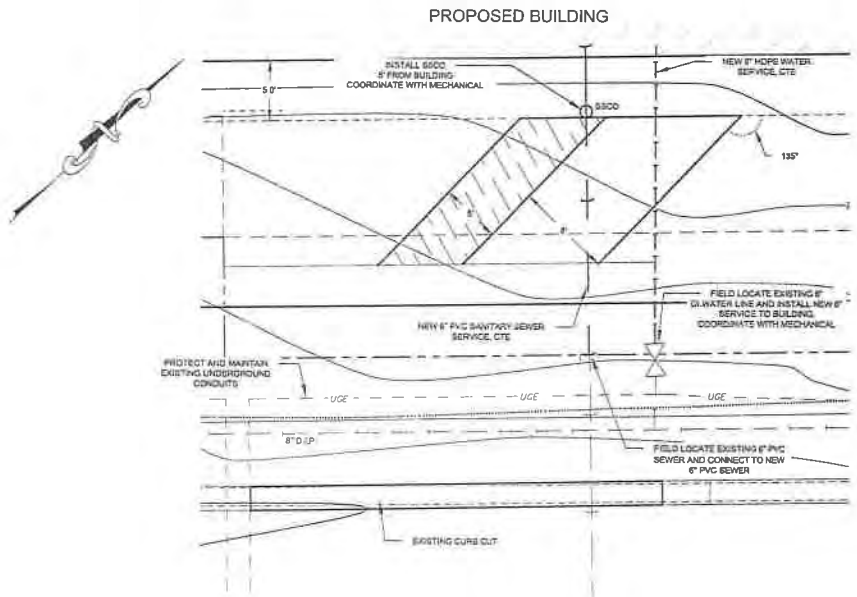 PROPOSED BUILDING
INSTALL SSCO,
5' FROM BUILDING
COORDINATE WITH MECHANICAL
NEW 6" HDPE WATER
SERVICE, CTE
5.0'
SSCO
135°
5'
8'
FIELD LOCATE EXISTING 6"
CI.WATER LINE AND INSTALL NEW 6"
SERVICE TO BUILDING,
COORDINATE WITH MECHANICAL
NEW 6" PVC SANITARY SEWER
SERVICE, CTE
PROTECT AND MAINTAIN
EXISTING UNDERGROUND
CONDUITS
UGE
UGE
UGE
8" D.I.P
FIELD LOCATE EXISTING 6" PVC
SEWER AND CONNECT TO NEW
6" PVC SEWER
EXISTING CURB CUT